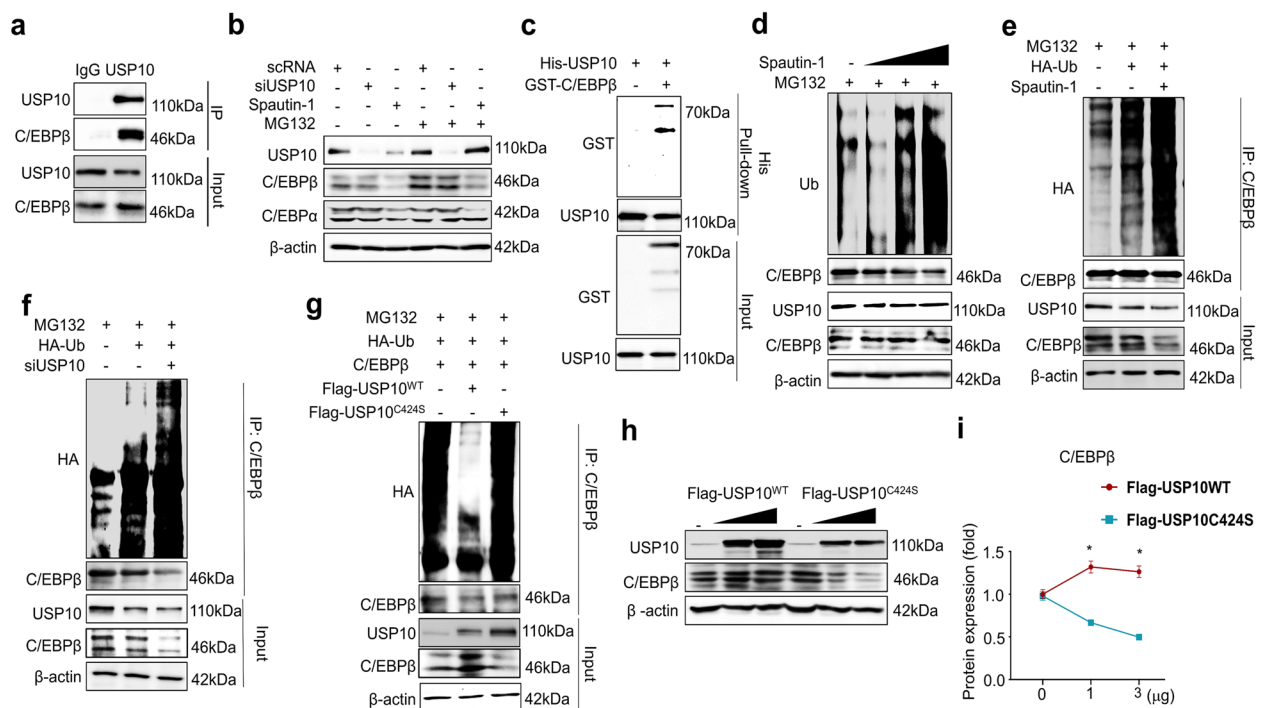 a
IgG USP10
USP10
110kDa
C/EBPβ
46kDa
IP
USP10
110kDa
C/EBPβ
46kDa
Input
b
scRNA + - - + - -
siUSP10 - + - - + -
Spautin-1 - - + - - +
MG132 - - - + + +
USP10 110kDa
C/EBPβ 46kDa
C/EBPα 42kDa
β-actin 42kDa
c
His-USP10 + +
GST-C/EBPβ - +
70kDa
GST
USP10 110kDa
His
Pull-down
70kDa
GST
USP10 110kDa
Input
d
Spautin-1 -
MG132 + + + +
Ub
C/EBPβ 46kDa
USP10 110kDa
C/EBPβ 46kDa
β-actin 42kDa
e
MG132 + + +
HA-Ub - + +
Spautin-1 - - +
HA
C/EBPβ 46kDa
IP: C/EBPβ
USP10 110kDa
C/EBPβ 46kDa
β-actin 42kDa
Input
f
MG132 + + +
HA-Ub - + +
siUSP10 - - +
HA
C/EBPβ 46kDa
IP: C/EBPβ
USP10 110kDa
C/EBPβ 46kDa
β-actin 42kDa
Input
g
MG132 + + +
HA-Ub + + +
C/EBPβ + + +
Flag-USP10WT - + -
Flag-USP10C424S - - +
HA
C/EBPβ 46kDa
IP: C/EBPβ
USP10 110kDa
C/EBPβ 46kDa
β-actin 42kDa
Input
h
Flag-USP10WT Flag-USP10C424S
- -
USP10 110kDa
C/EBPβ 46kDa
β -actin 42kDa
i
C/EBPβ
Flag-USP10WT
Flag-USP10C424S
Protein expression (fold)
1.5
1.0
0.5
0.0
* *
0 1 3 (μg)